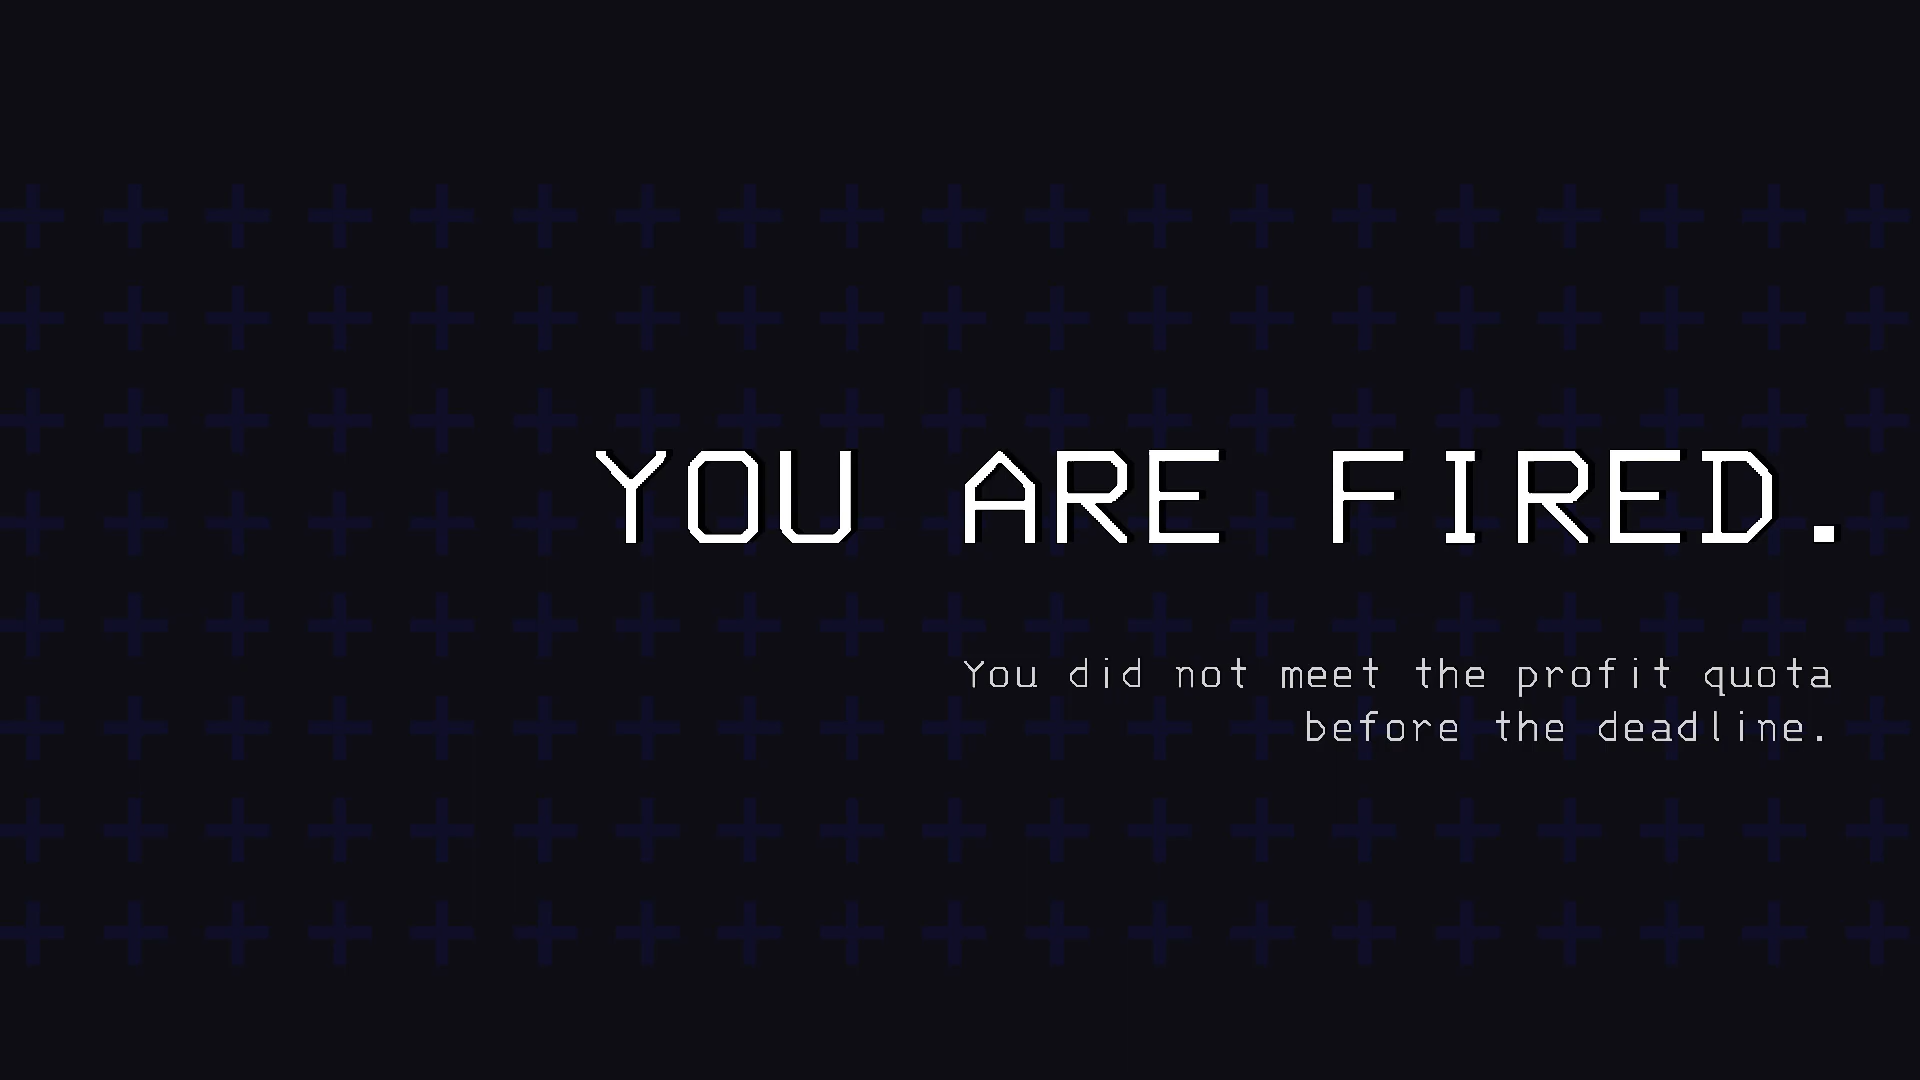 YOU ARE FIRED.
You did not meet the profit quota
before the deadline.